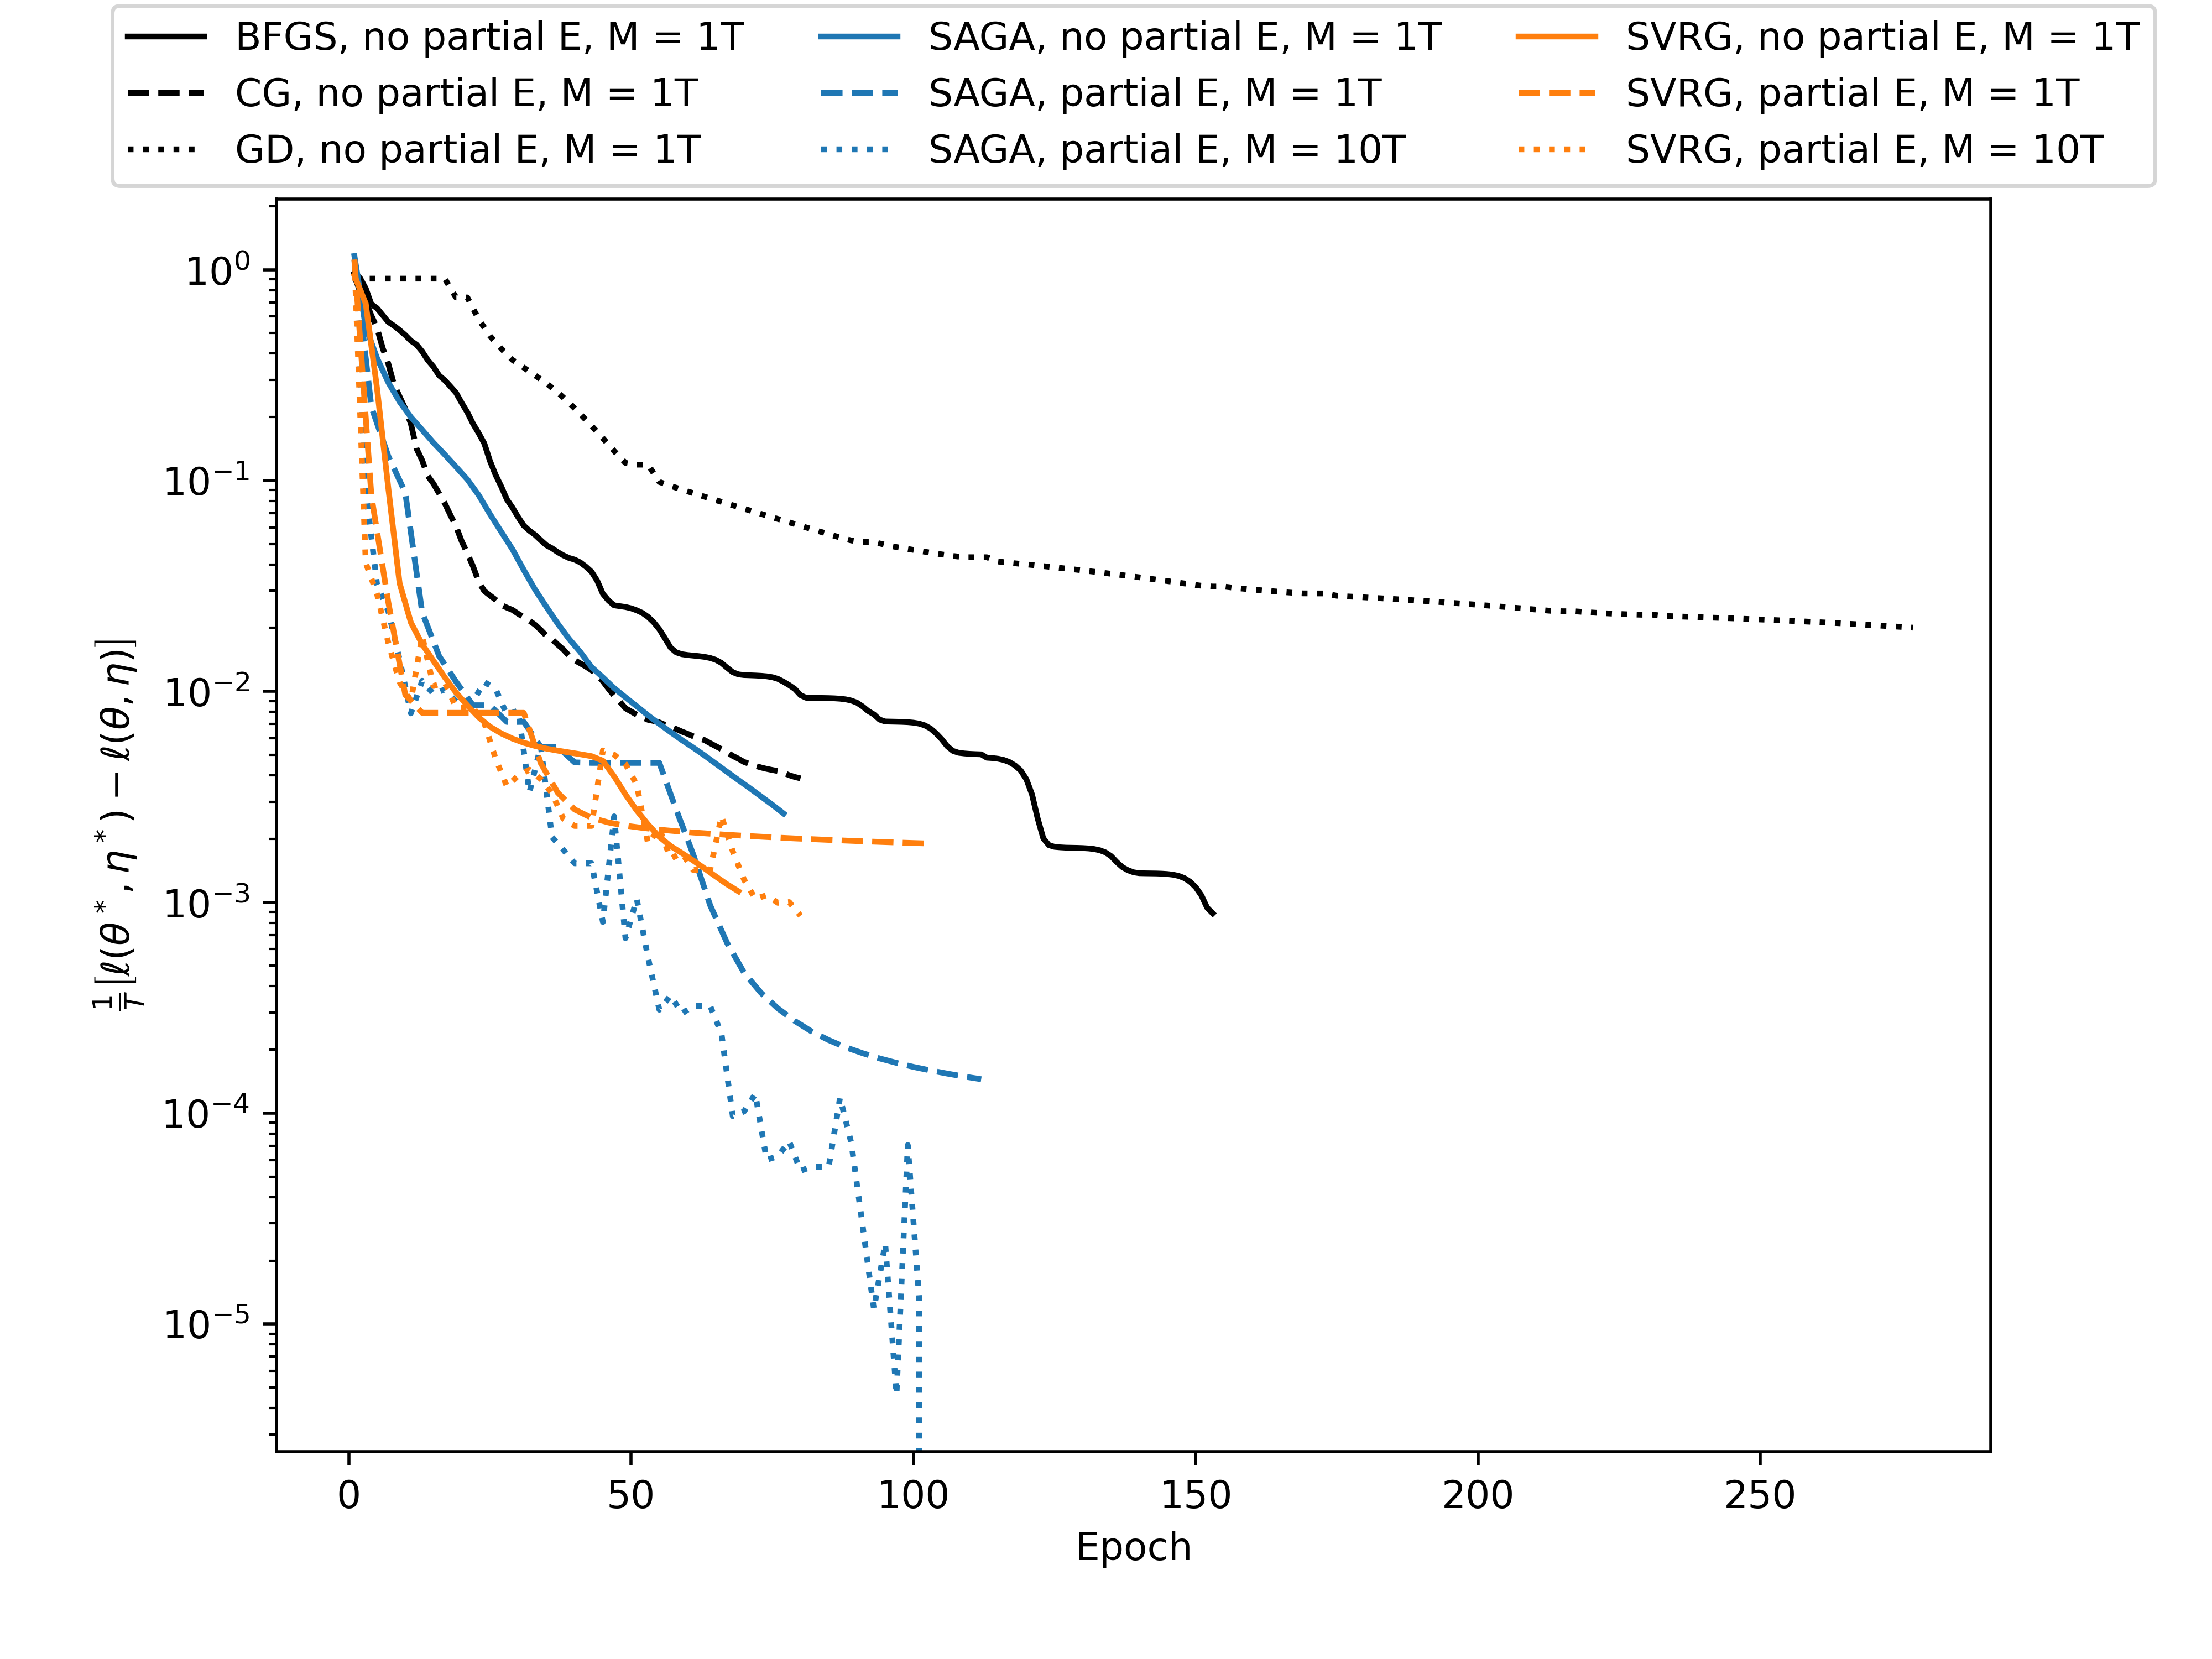 BFGS, no partial E, M = 1T
CG, no partial E, M = 1T
GD, no partial E, M = 1T
SAGA, no partial E, M = 1T
SAGA, partial E, M = 1T
SAGA, partial E, M = 10T
SVRG, no partial E, M = 1T
SVRG, partial E, M = 1T
SVRG, partial E, M = 10T
10⁰
10⁻¹
10⁻²
10⁻³
10⁻⁴
10⁻⁵
1/T [ℓ(θ*, η*) − ℓ(θ, η)]
0 50 100 150 200 250
Epoch